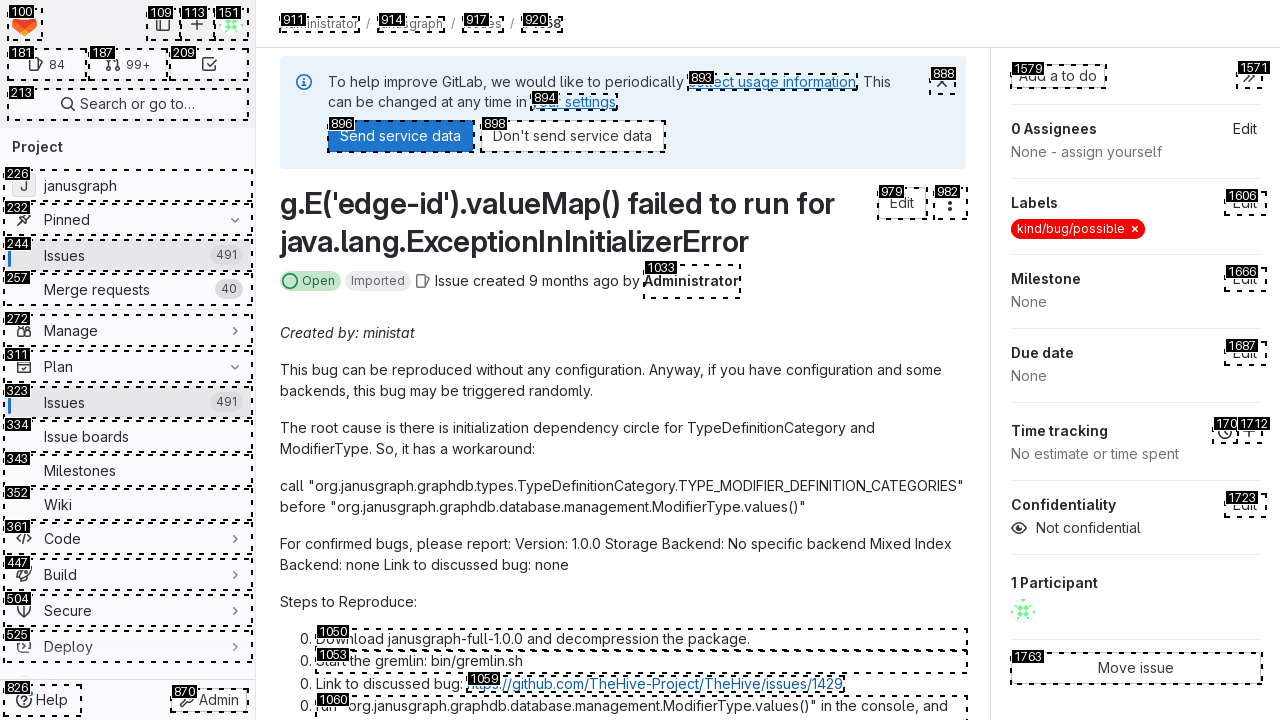 100
109
113
151
181
84
187
99+
209
213
Search or go to…
Project
226
J
janusgraph
232
Pinned
244
Issues
491
257
Merge requests
40
272
Manage
311
Plan
323
Issues
491
334
Issue boards
343
Milestones
352
Wiki
361
Code
447
Build
504
Secure
525
Deploy
826
Help
870
Admin
911
Administrator
/
914
janusgraph
/
917
Issues
/
920
To help improve GitLab, we would like to periodically 893 collect usage information. This
can be changed at any time in 894 your settings.
888
896
Send service data
898
Don't send service data
g.E('edge-id').valueMap() failed to run for
java.lang.ExceptionInInitializerError
979
Edit
982
Open
Imported
Issue created 9 months ago by
1033
Administrator
Created by: ministat
This bug can be reproduced without any configuration. Anyway, if you have configuration and some
backends, this bug may be triggered randomly.
The root cause is there is initialization dependency circle for TypeDefinitionCategory and
ModifierType. So, it has a workaround:
call "org.janusgraph.graphdb.types.TypeDefinitionCategory.TYPE_MODIFIER_DEFINITION_CATEGORIES"
before "org.janusgraph.graphdb.database.management.ModifierType.values()"
For confirmed bugs, please report: Version: 1.0.0 Storage Backend: No specific backend Mixed Index
Backend: none Link to discussed bug: none
Steps to Reproduce:
1050
0. Download janusgraph-full-1.0.0 and decompression the package.
1053
0. Start the gremlin: bin/gremlin.sh
1059
0. Link to discussed bug: https://github.com/TheHive-Project/TheHive/issues/1429
1060
0. run "org.janusgraph.graphdb.database.management.ModifierType.values()" in the console, and
1579
Add a to do
1571
0 Assignees
Edit
None - assign yourself
Labels
1606
Edit
kind/bug/possible ×
Milestone
1666
Edit
None
Due date
1687
Edit
None
Time tracking
170
1712
No estimate or time spent
Confidentiality
1723
Edit
Not confidential
1 Participant
1763
Move issue